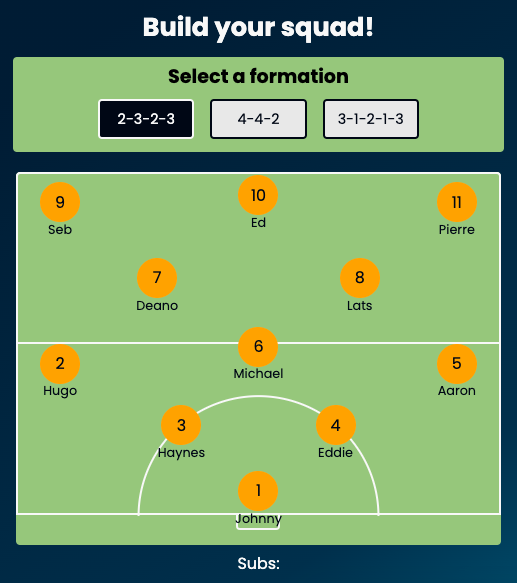 Build your squad!
Select a formation
2-3-2-3 4-4-2 3-1-2-1-3
9 10 11
Seb Ed Pierre
7 8
Deano Lats
6
Michael
2 5
Hugo Aaron
3 4
Haynes Eddie
1
Johnny
Subs: